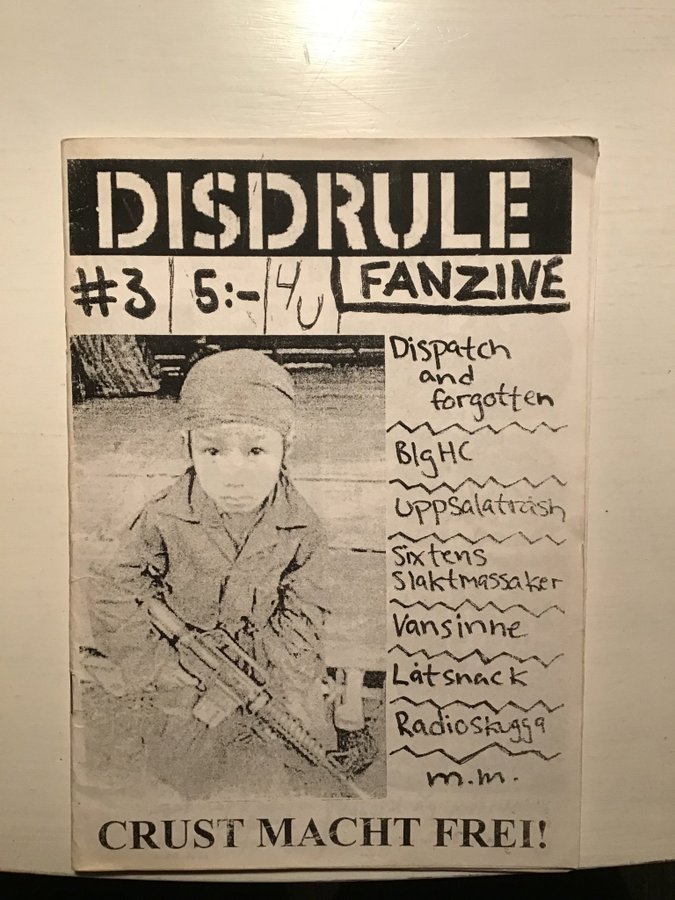 DISDRULE
#3 5:- 4U FANZINE
Dispatch
and
forgotten
BlgHC
Uppsalatrash
Sixtens
Slaktmassaker
Vansinne
Låtsnack
Radioskugga
m.m.
CRUST MACHT FREI!